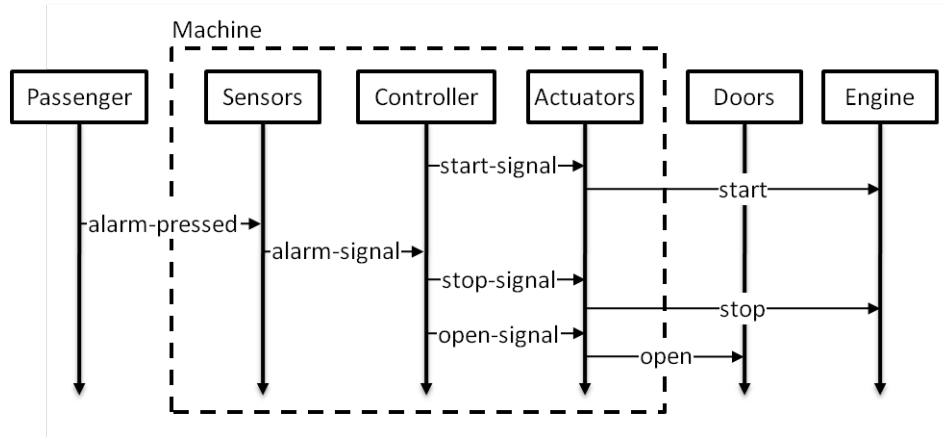 Machine
Passenger
Sensors
Controller
Actuators
Doors
Engine
start-signal
start
alarm-pressed
alarm-signal
stop-signal
stop
open-signal
open